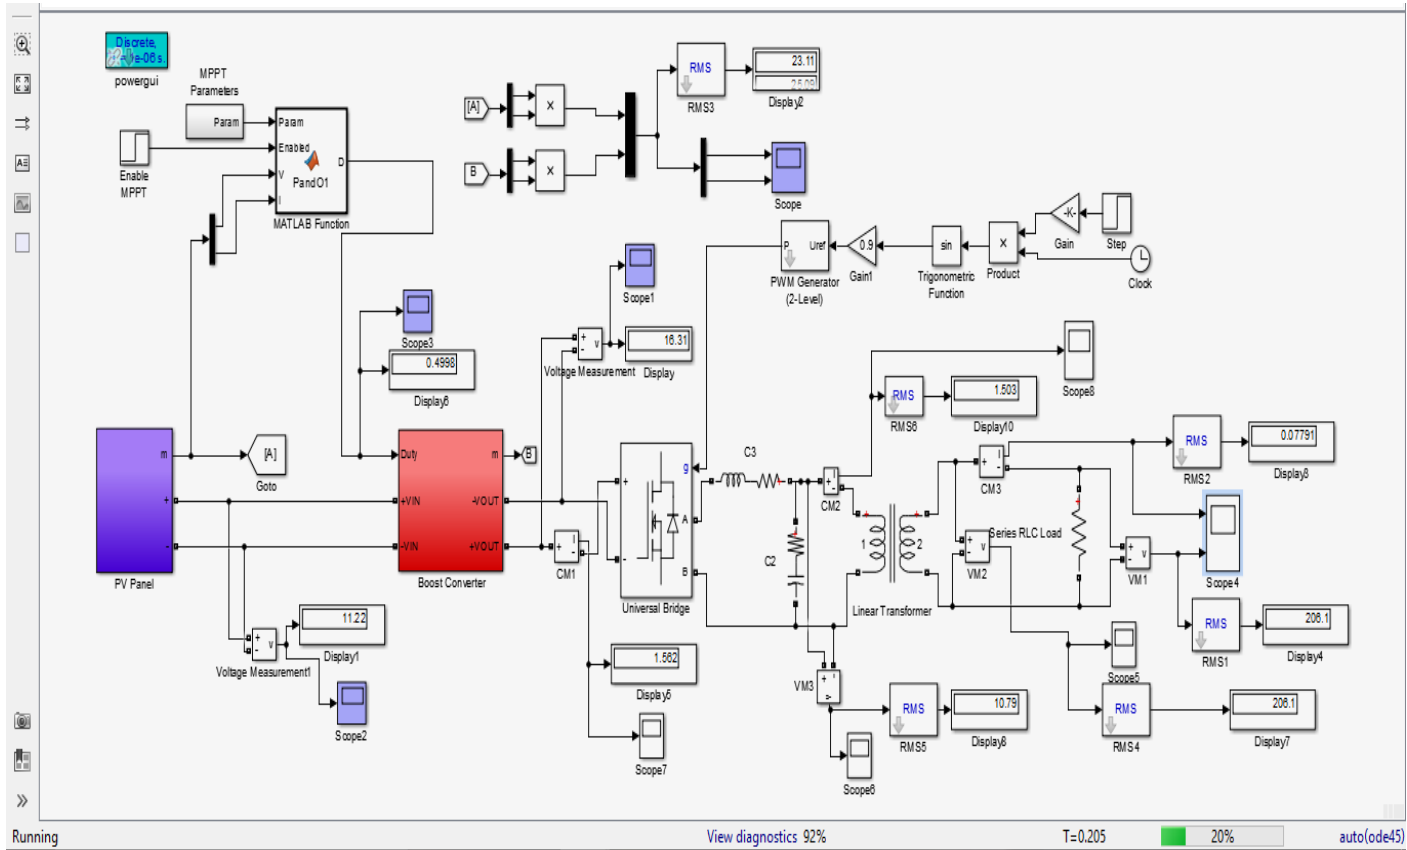 Discrete,
e-06 s.
powergui
MPPT
Parameters
Param
Enable
MPPT
Param
Enabled
V
I
D
PandO1
MATLAB Function
[A]
×
B
×
RMS
RMS3
23.11
Display2
Scope
P
Uref
PWM Generator
(2-Level)
0.9
Gain1
sin
Trigonometric
Function
×
Product
-K-
Gain
Step
Clock
Scope3
0.4998
Display6
Scope1
+
-
v
Voltage Measurement
16.31
Display
m
+
-
PV Panel
[A]
Goto
Duty
+VIN
-VIN
m
-VOUT
+VOUT
Boost Converter
B
+
-
I
CM1
g
+
-
A
B
Universal Bridge
C3
C2
+
-
I
CM2
RMS
RMS6
1.503
Display10
Scope8
1
2
Linear Transformer
+
-
I
CM3
+
-
v
VM2
Series RLC Load
+
-
v
VM1
RMS
RMS2
0.07791
Display3
Scope4
RMS
RMS1
206.1
Display4
+
-
v
Voltage Measurement1
11.22
Display1
Scope2
1.562
Display5
Scope7
+
-
v
VM3
RMS
RMS5
10.79
Display8
Scope6
Scope5
RMS
RMS4
206.1
Display7
Running
View diagnostics 92%
T=0.205
20%
auto(ode45)